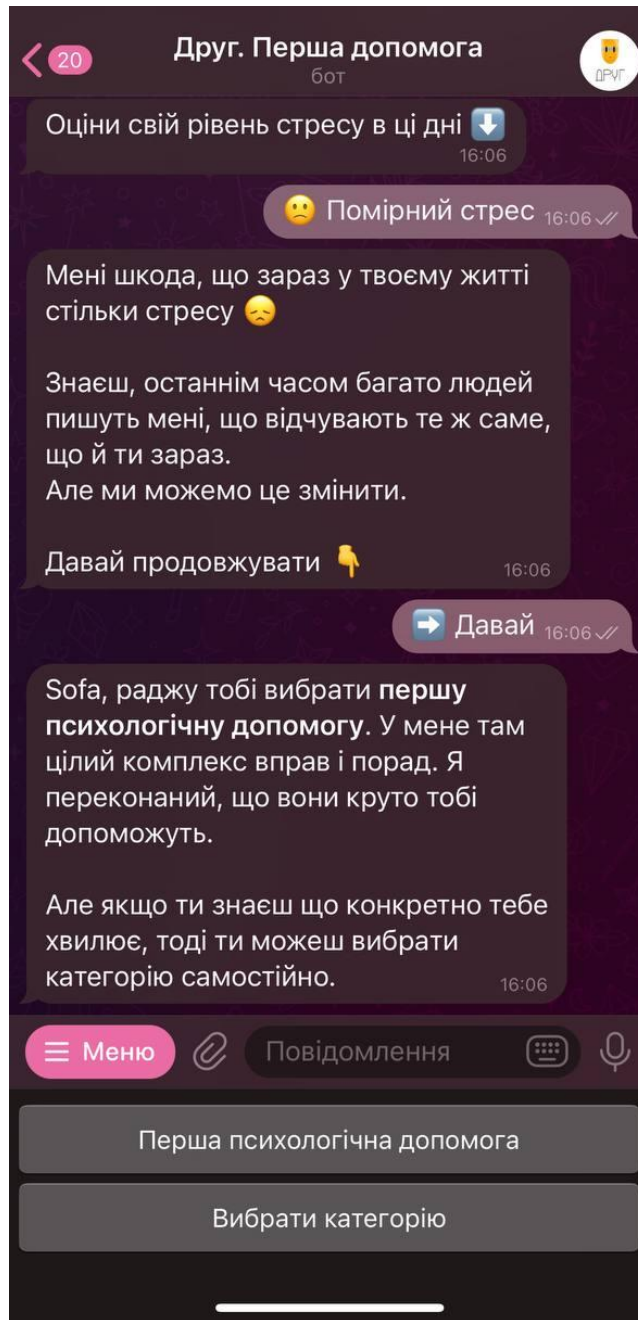 20
Друг. Перша допомога
бот
ДРУГ
Оціни свій рівень стресу в ці дні ⬇️
16:06
🙁 Помірний стрес 16:06
Мені шкода, що зараз у твоєму житті
стільки стресу 😞
Знаєш, останнім часом багато людей
пишуть мені, що відчувають те ж саме,
що й ти зараз.
Але ми можемо це змінити.
Давай продовжувати 👇 16:06
➡️ Давай 16:06
Sofa, раджу тобі вибрати першу
психологічну допомогу. У мене там
цілий комплекс вправ і порад. Я
переконаний, що вони круто тобі
допоможуть.
Але якщо ти знаєш що конкретно тебе
хвилює, тоді ти можеш вибрати
категорію самостійно. 16:06
Меню
Повідомлення
Перша психологічна допомога
Вибрати категорію